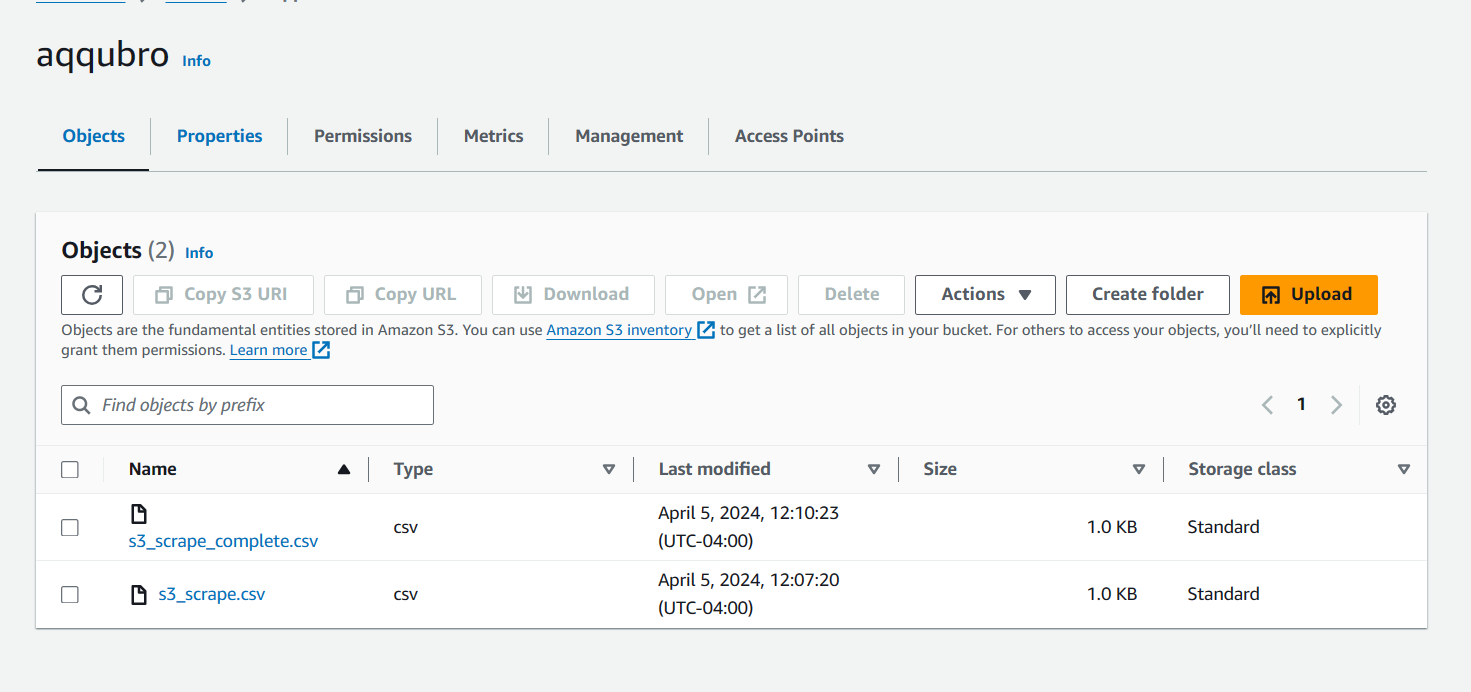 aqqubro Info
Objects
Properties
Permissions
Metrics
Management
Access Points
Objects (2) Info
Copy S3 URI
Copy URL
Download
Open
Delete
Actions
Create folder
Upload
Objects are the fundamental entities stored in Amazon S3. You can use Amazon S3 inventory to get a list of all objects in your bucket. For others to access your objects, you'll need to explicitly
grant them permissions. Learn more
Find objects by prefix
1
Name
Type
Last modified
Size
Storage class
s3_scrape_complete.csv
csv
April 5, 2024, 12:10:23
(UTC-04:00)
1.0 KB
Standard
s3_scrape.csv
csv
April 5, 2024, 12:07:20
(UTC-04:00)
1.0 KB
Standard